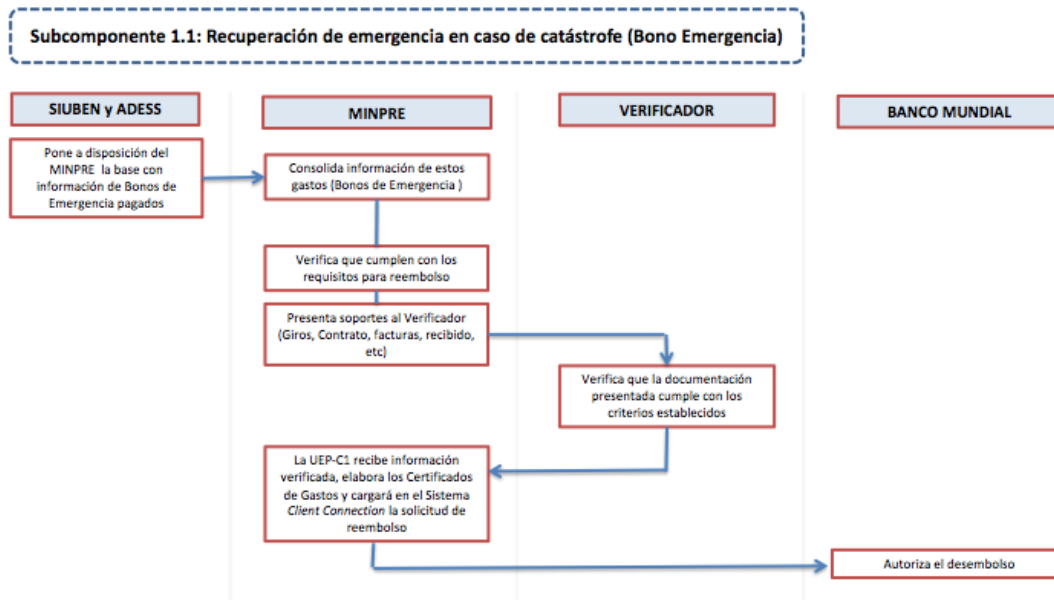 Subcomponente 1.1: Recuperación de emergencia en caso de catástrofe (Bono Emergencia)
SIUBEN y ADESS
MINPRE
VERIFICADOR
BANCO MUNDIAL
Pone a disposición del
MINPRE la base con
información de Bonos de
Emergencia pagados
Consolida información de estos
gastos (Bonos de Emergencia )
Verifica que cumplen con los
requisitos para reembolso
Presenta soportes al Verificador
(Giros, Contrato, facturas, recibido,
etc)
Verifica que la documentación
presentada cumple con los
criterios establecidos
La UEP-C1 recibe información
verificada, elabora los Certificados
de Gastos y cargará en el Sistema
Client Connection la solicitud de
reembolso
Autoriza el desembolso